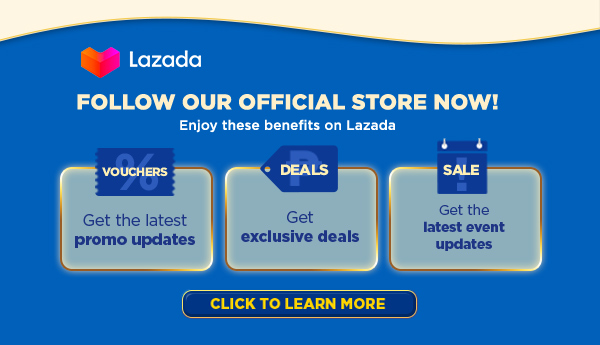 Lazada
FOLLOW OUR OFFICIAL STORE NOW!
Enjoy these benefits on Lazada
%
VOUCHERS
Get the latest
promo updates
₱
DEALS
Get
exclusive deals
!
SALE
Get the
latest event
updates
CLICK TO LEARN MORE